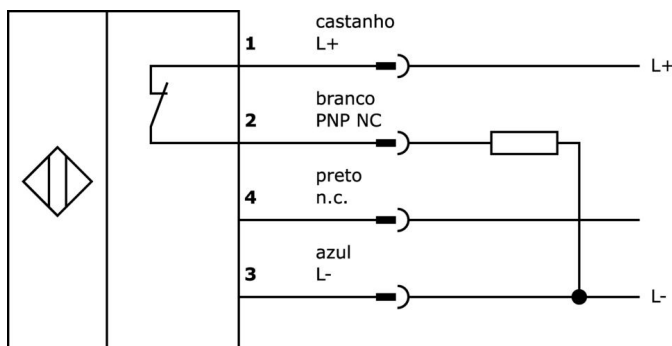 castanho
1 L+ L+
branco
2 PNP NC
preto
4 n.c.
azul
3 L- L-